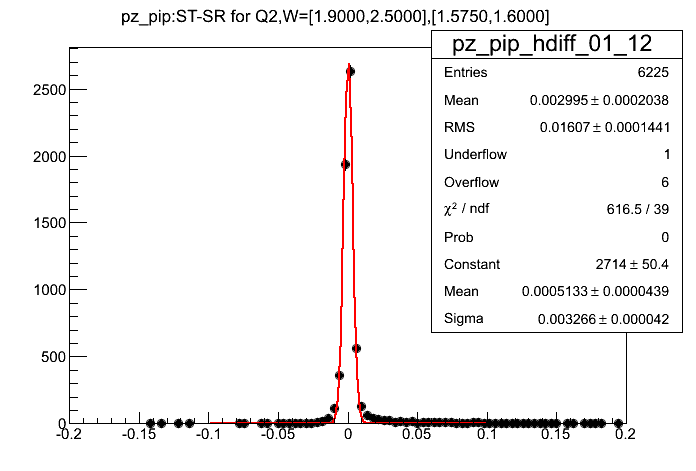 pz_pip:ST-SR for Q2,W=[1.9000,2.5000],[1.5750,1.6000]
pz_pip_hdiff_01_12
Entries 6225
Mean 0.002995 ± 0.0002038
RMS 0.01607 ± 0.0001441
Underflow 1
Overflow 6
χ² / ndf 616.5 / 39
Prob 0
Constant 2714 ± 50.4
Mean 0.0005133 ± 0.0000439
Sigma 0.003266 ± 0.000042
2500
2000
1500
1000
500
0
-0.2 -0.15 -0.1 -0.05 0 0.05 0.1 0.15 0.2